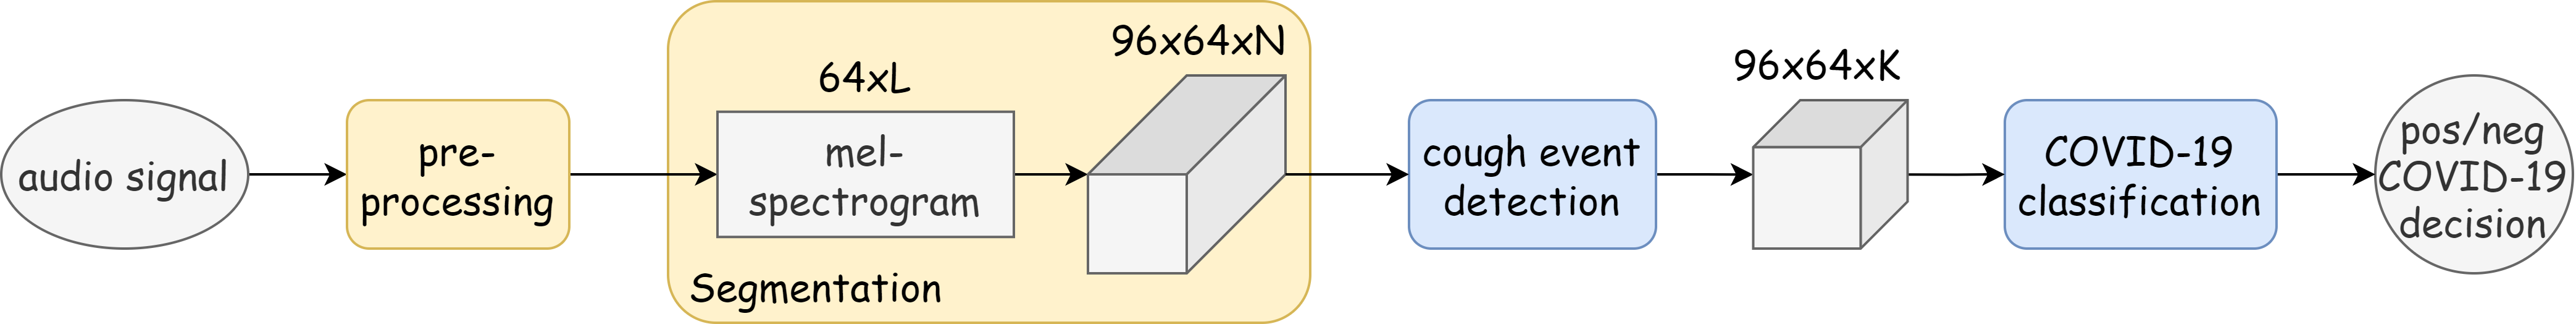 audio signal
pre-
processing
64xL
mel-
spectrogram
96x64xN
Segmentation
cough event
detection
96x64xK
COVID-19
classification
pos/neg
COVID-19
decision